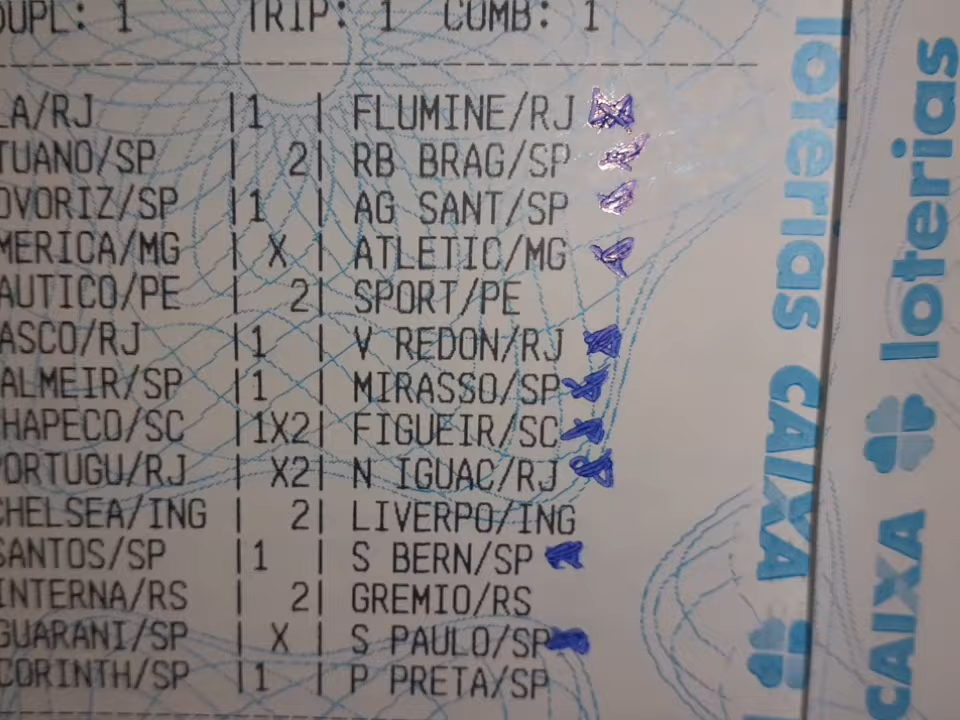 OUPL: 1 TRIP: 1 COMB: 1
LA/RJ |1 | FLUMINE/RJ
TUANO/SP | 2| RB BRAG/SP
OVORIZ/SP |1 | AG SANT/SP
MERICA/MG | X | ATLETIC/MG
AUTICO/PE | 2| SPORT/PE
ASCO/RJ |1 | V REDON/RJ
ALMEIR/SP |1 | MIRASSO/SP
HAPECO/SC |1X2| FIGUEIR/SC
PORTUGU/RJ | X2| N IGUAC/RJ
CHELSEA/ING | 2| LIVERPO/ING
SANTOS/SP |1 | S BERN/SP
INTERNA/RS | 2| GREMIO/RS
GUARANI/SP | X | S PAULO/SP
CORINTH/SP |1 | P PRETA/SP
loterias CAIXA
CAIXA loterias